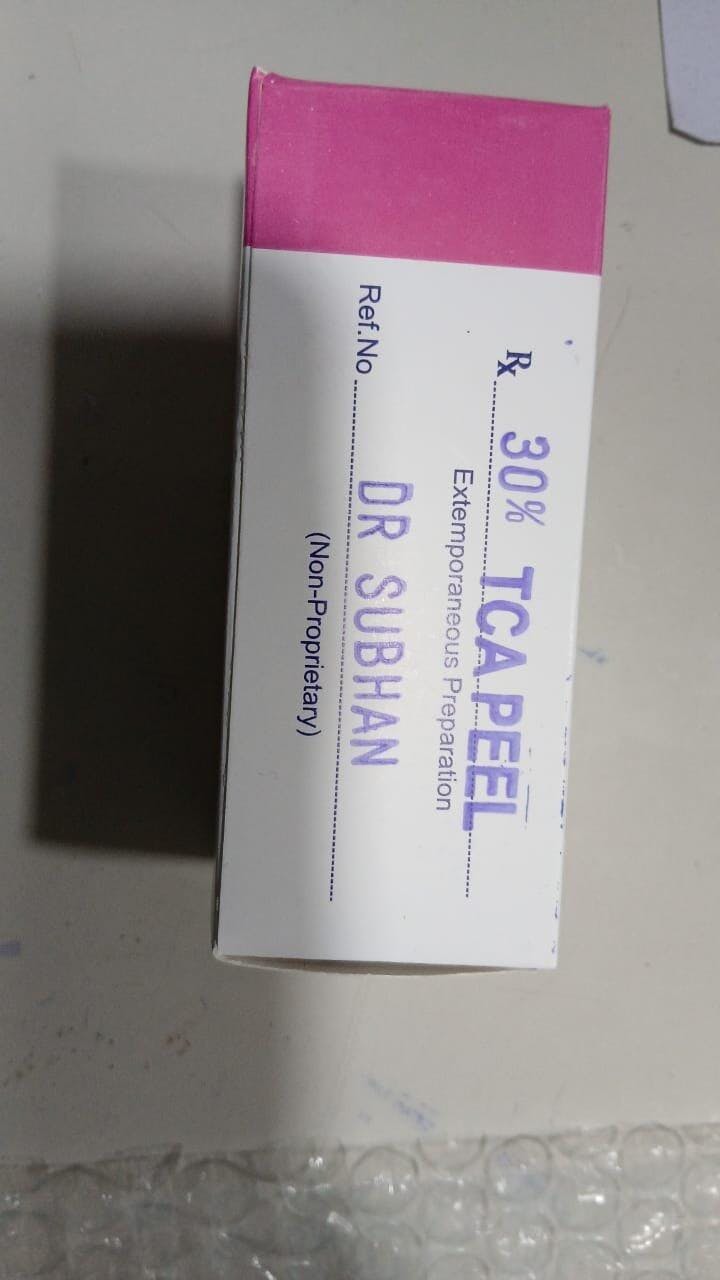 ℞ 30% TCA PEEL
Extemporaneous Preparation
Ref.No DR SUBHAN
(Non-Proprietary)